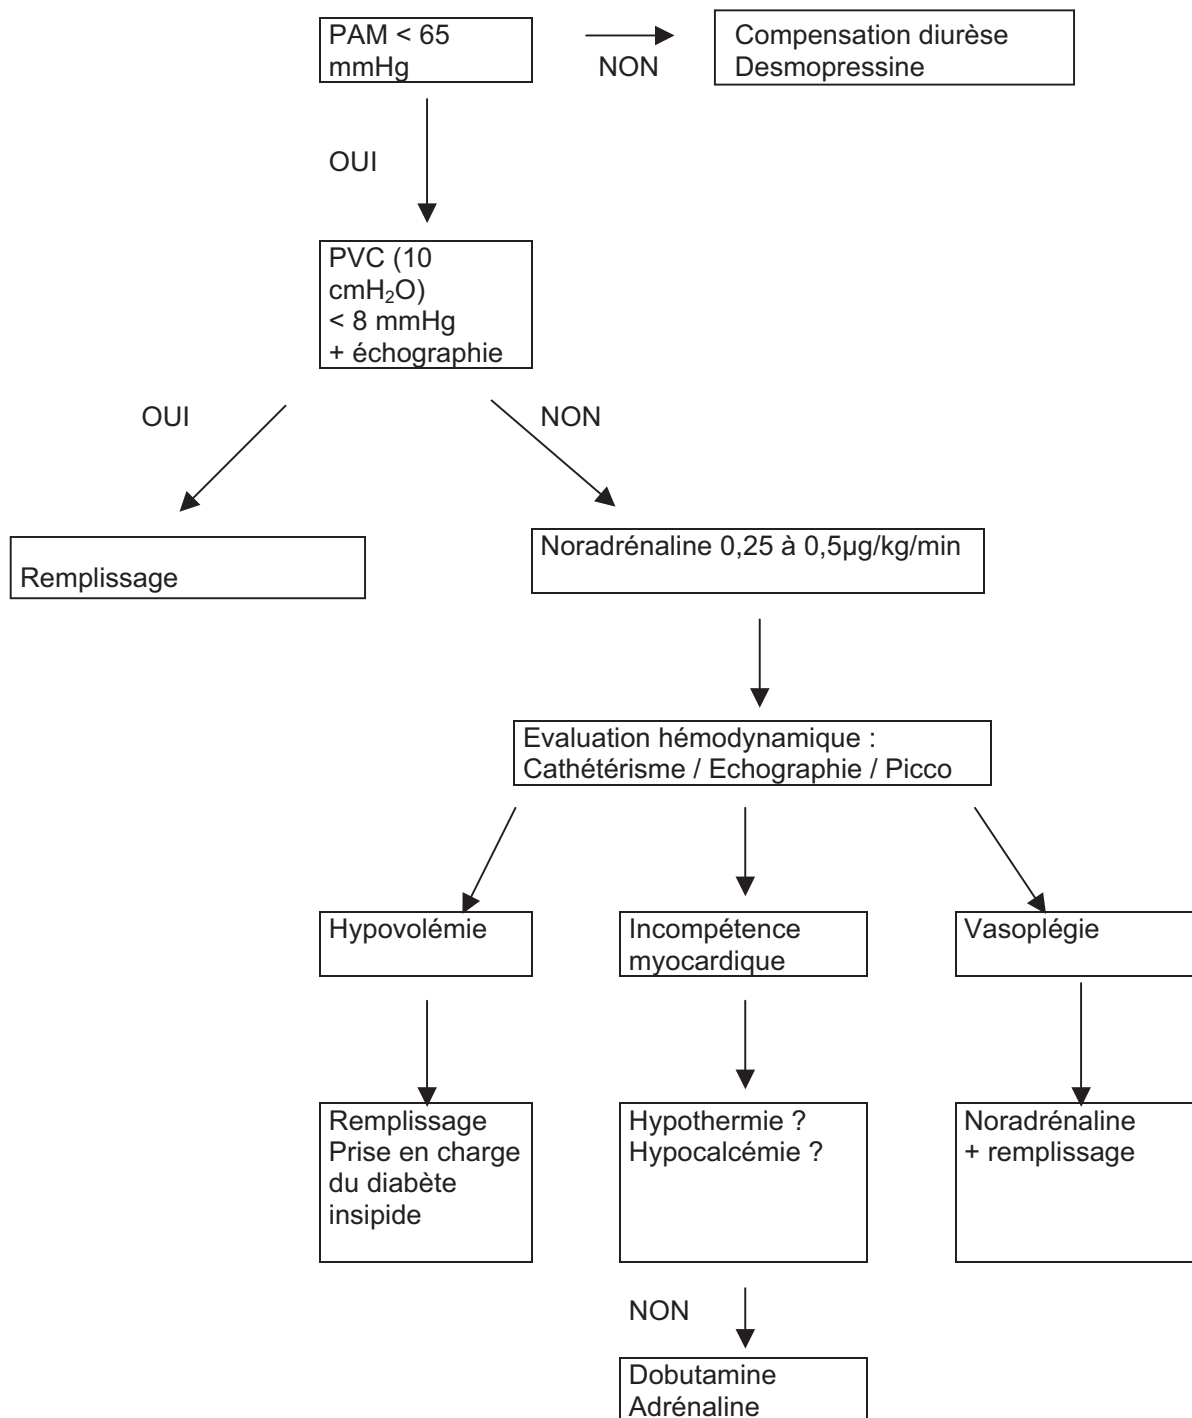 PAM < 65
mmHg
NON
Compensation diurèse
Desmopressine
OUI
PVC (10
cmH₂O)
< 8 mmHg
+ échographie
OUI
NON
Remplissage
Noradrénaline 0,25 à 0,5µg/kg/min
Evaluation hémodynamique :
Cathétérisme / Echographie / Picco
Hypovolémie
Incompétence
myocardique
Vasoplégie
Remplissage
Prise en charge
du diabète
insipide
Hypothermie ?
Hypocalcémie ?
Noradrénaline
+ remplissage
NON
Dobutamine
Adrénaline